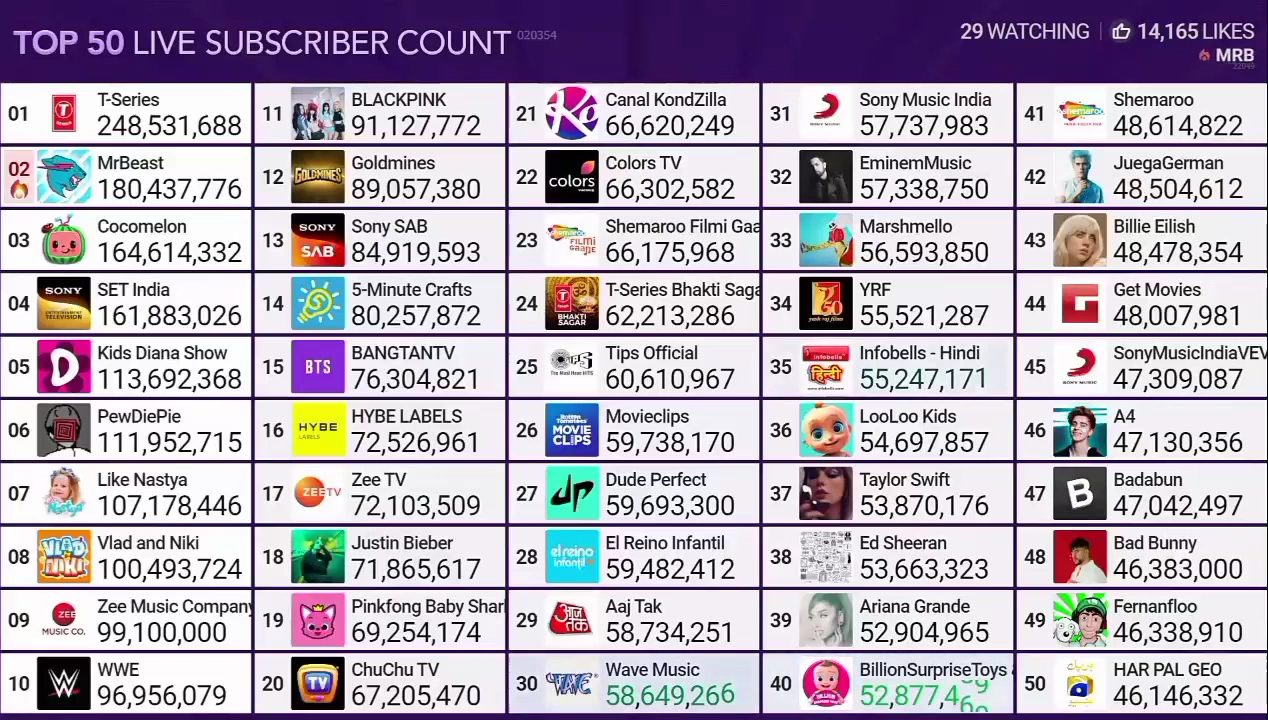 TOP 50 LIVE SUBSCRIBER COUNT 020354
29 WATCHING 14,165 LIKES
MRB
01 T-Series
248,531,688
02 MrBeast
180,437,776
03 Cocomelon
164,614,332
04 SET India
161,883,026
05 Kids Diana Show
113,692,368
06 PewDiePie
111,952,715
07 Like Nastya
107,178,446
08 Vlad and Niki
100,493,724
09 Zee Music Company
99,100,000
10 WWE
96,956,079
11 BLACKPINK
91,127,772
12 Goldmines
89,057,380
13 Sony SAB
84,919,593
14 5-Minute Crafts
80,257,872
15 BANGTANTV
76,304,821
16 HYBE LABELS
72,526,961
17 Zee TV
72,103,509
18 Justin Bieber
71,865,617
19 Pinkfong Baby Shar
69,254,174
20 ChuChu TV
67,205,470
21 Canal KondZilla
66,620,249
22 Colors TV
66,302,582
23 Shemaroo Filmi Gaa
66,175,968
24 T-Series Bhakti Saga
62,213,286
25 Tips Official
60,610,967
26 Movieclips
59,738,170
27 Dude Perfect
59,693,300
28 El Reino Infantil
59,482,412
29 Aaj Tak
58,734,251
30 Wave Music
58,649,266
31 Sony Music India
57,737,983
32 EminemMusic
57,338,750
33 Marshmello
56,593,850
34 YRF
55,521,287
35 Infobells - Hindi
55,247,171
36 LooLoo Kids
54,697,857
37 Taylor Swift
53,870,176
38 Ed Sheeran
53,663,323
39 Ariana Grande
52,904,965
40 BillionSurpriseToys
52,877,4
41 Shemaroo
48,614,822
42 JuegaGerman
48,504,612
43 Billie Eilish
48,478,354
44 Get Movies
48,007,981
45 SonyMusicIndiaVEV
47,309,087
46 A4
47,130,356
47 Badabun
47,042,497
48 Bad Bunny
46,383,000
49 Fernanfloo
46,338,910
50 HAR PAL GEO
46,146,332